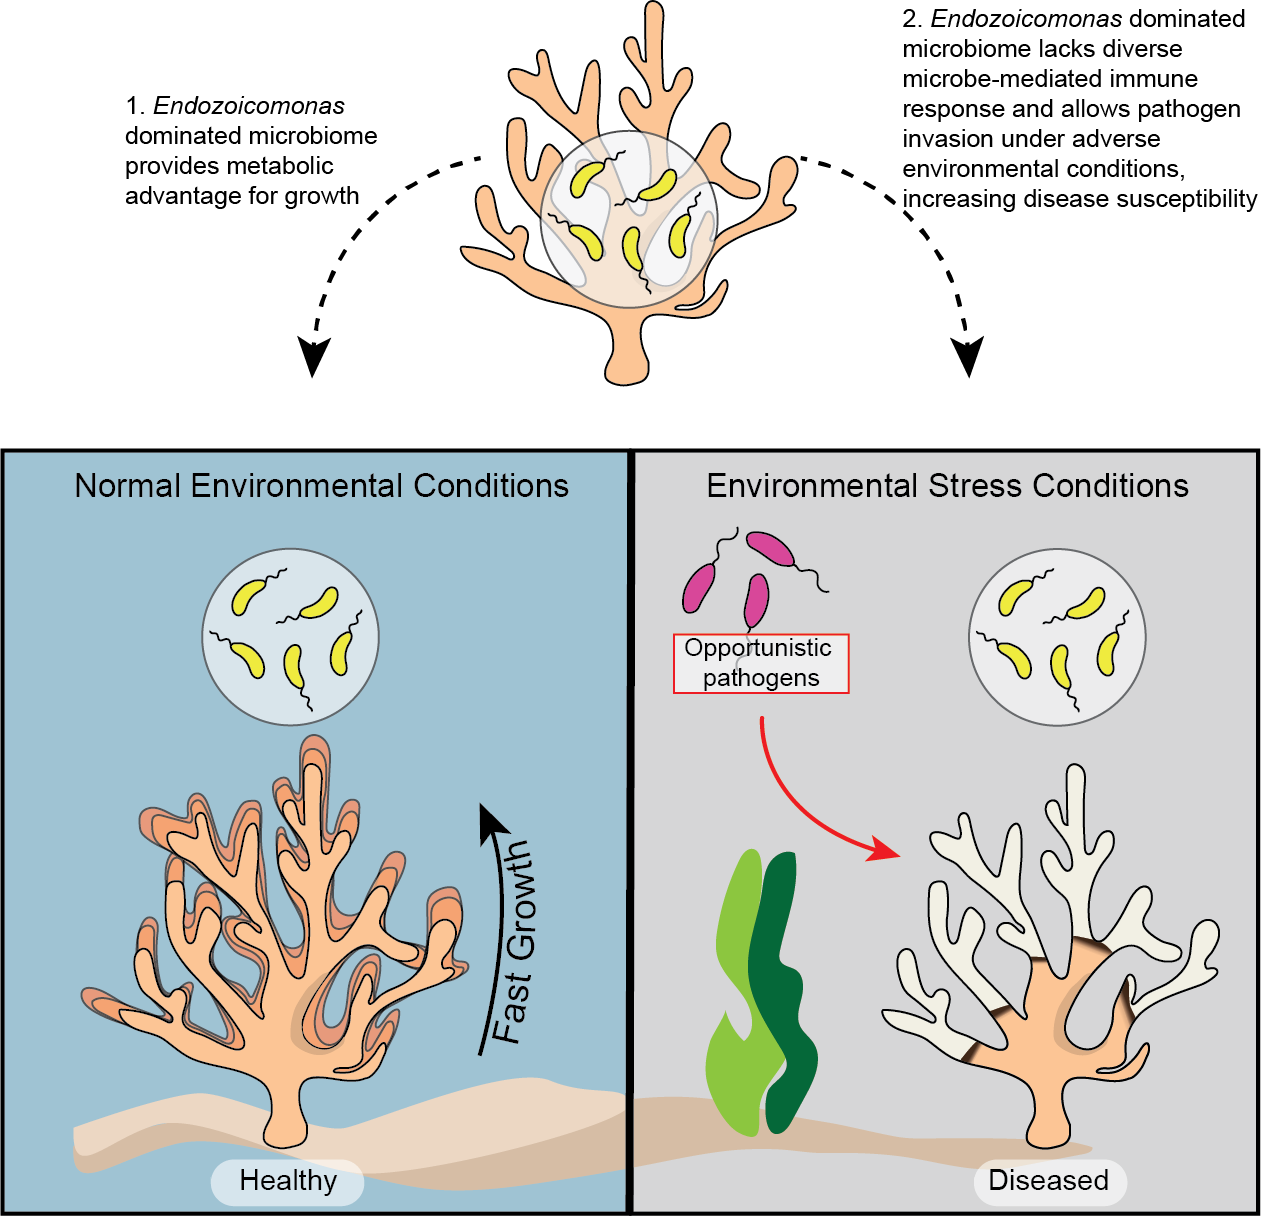 1. Endozoicomonas
dominated microbiome
provides metabolic
advantage for growth
2. Endozoicomonas dominated
microbiome lacks diverse
microbe-mediated immune
response and allows pathogen
invasion under adverse
environmental conditions,
increasing disease susceptibility
Normal Environmental Conditions
Fast Growth
Healthy
Environmental Stress Conditions
Opportunistic
pathogens
Diseased